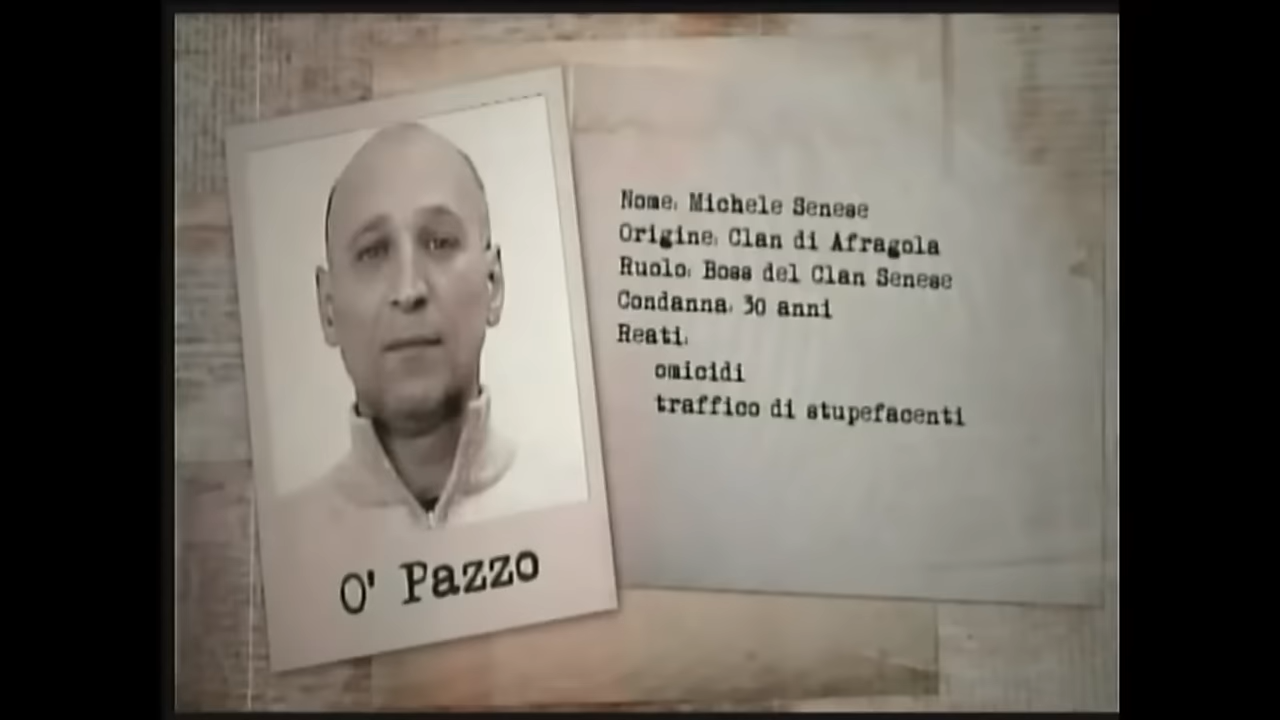 O' Pazzo
Nome: Michele Senese
Origine: Clan di Afragola
Ruolo: Boss del Clan Senese
Condanna: 30 anni
Reati:
omicidi
traffico di stupefacenti